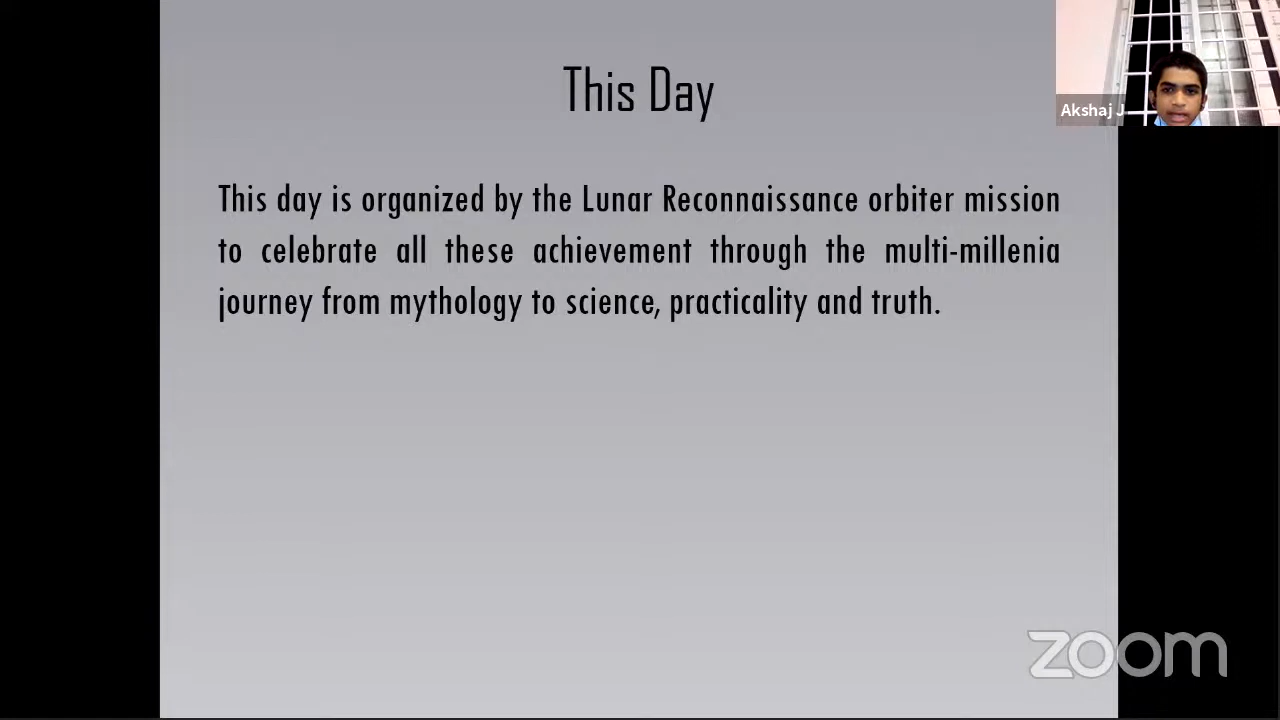 This Day
Akshaj J
This day is organized by the Lunar Reconnaissance orbiter mission
to celebrate all these achievement through the multi-millenia
journey from mythology to science, practicality and truth.
zoom